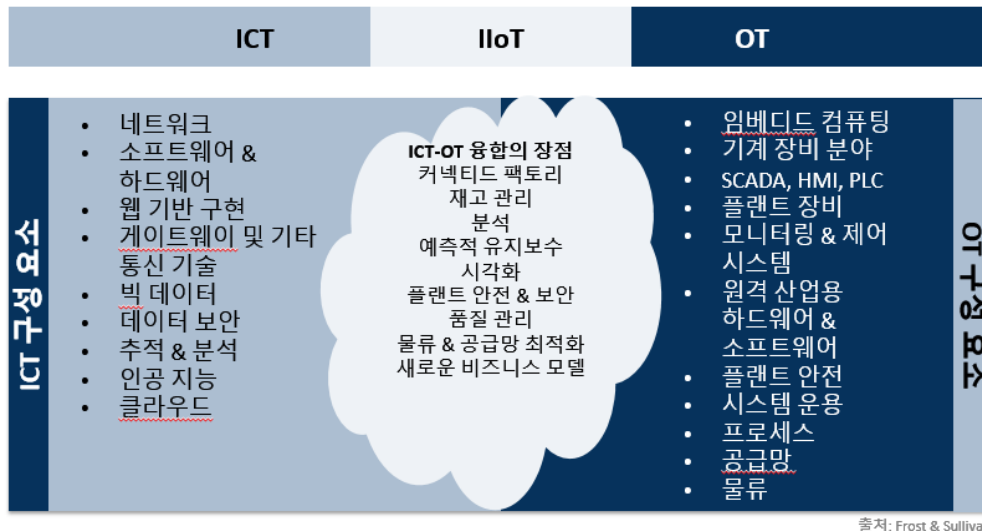 ICT
IIoT
OT
ICT 구성 요소
• 네트워크
• 소프트웨어 &
하드웨어
• 웹 기반 구현
• 게이트웨이 및 기타
통신 기술
• 빅 데이터
• 데이터 보안
• 추적 & 분석
• 인공 지능
• 클라우드
ICT-OT 융합의 장점
커넥티드 팩토리
재고 관리
분석
예측적 유지보수
시각화
플랜트 안전 & 보안
품질 관리
물류 & 공급망 최적화
새로운 비즈니스 모델
• 임베디드 컴퓨팅
• 기계 장비 분야
• SCADA, HMI, PLC
• 플랜트 장비
• 모니터링 & 제어
시스템
• 원격 산업용
하드웨어 &
소프트웨어
• 플랜트 안전
• 시스템 운용
• 프로세스
• 공급망
• 물류
OT 구성 요소
출처: Frost & Sulliva